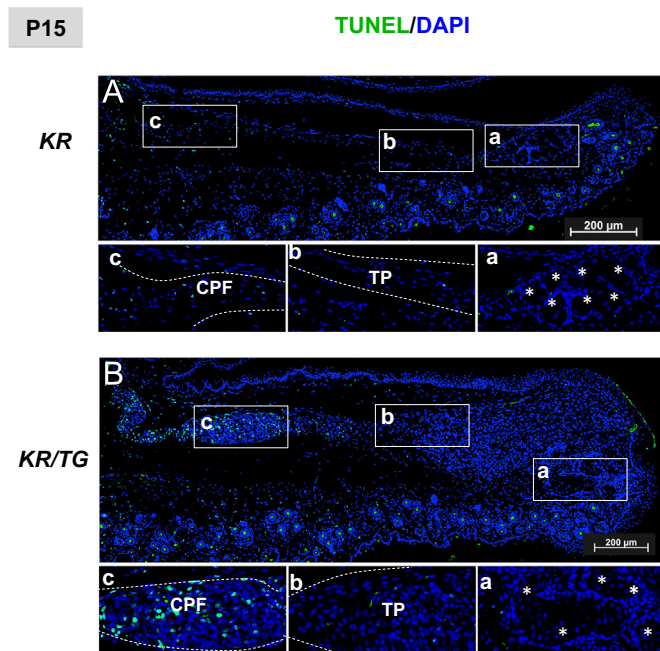 P15
TUNEL/DAPI
A
KR
c
b
a
200 µm
c
CPF
b
TP
a
* * * *
* * *
B
KR/TG
c
b
a
200 µm
c
CPF
b
TP
a
* * *
* *